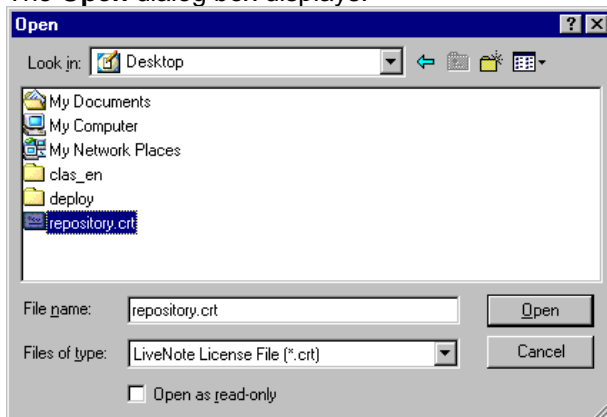 The Open dialog box displays.
Open
Look in: Desktop
My Documents
My Computer
My Network Places
clas_en
deploy
repository.crt
File name: repository.crt Open
Files of type: LiveNote License File (*.crt) Cancel
Open as read-only